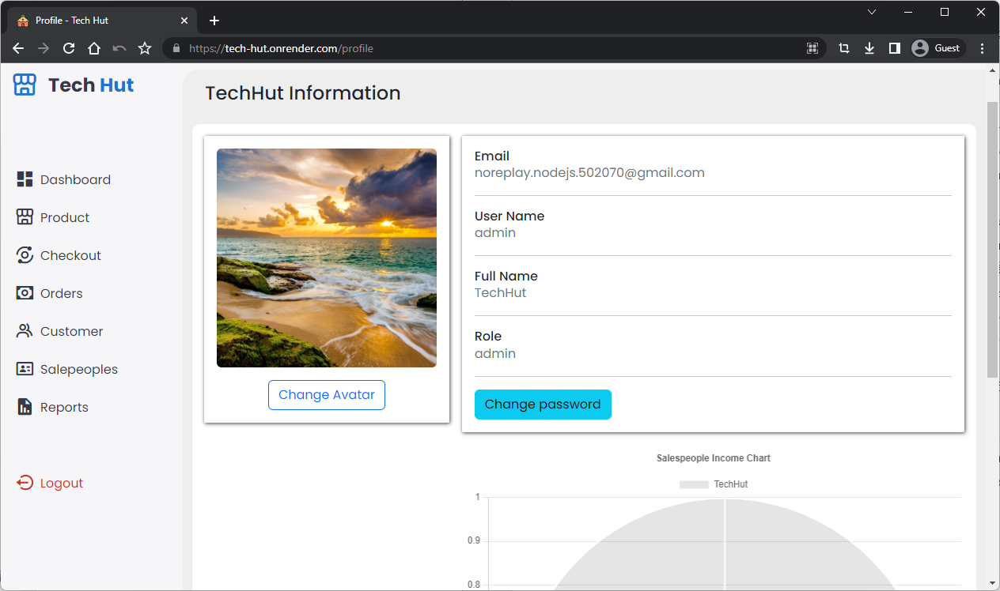 Profile - Tech Hut
https://tech-hut.onrender.com/profile
Guest
Tech Hut
TechHut Information
Dashboard
Product
Checkout
Orders
Customer
Salepeoples
Reports
Logout
Change Avatar
Email
noreplay.nodejs.502070@gmail.com
User Name
admin
Full Name
TechHut
Role
admin
Change password
Salespeople Income Chart
TechHut
1
0.9
0.8